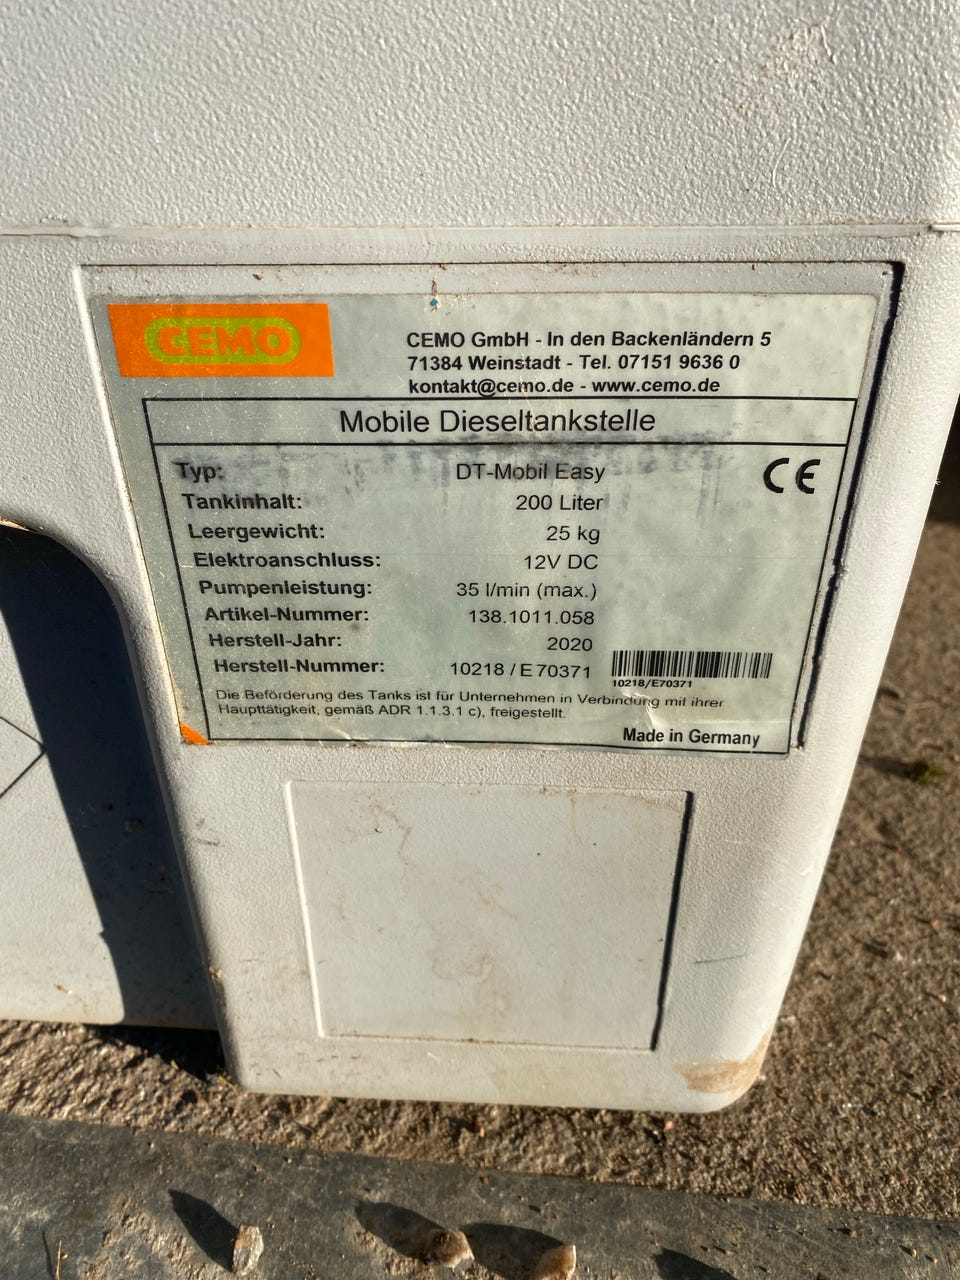 CEMO
CEMO GmbH - In den Backenländern 5
71384 Weinstadt - Tel. 07151 9636 0
kontakt@cemo.de - www.cemo.de
Mobile Dieseltankstelle
Typ: DT-Mobil Easy
Tankinhalt: 200 Liter
Leergewicht: 25 kg
Elektroanschluss: 12V DC
Pumpenleistung: 35 l/min (max.)
Artikel-Nummer: 138.1011.058
Herstell-Jahr: 2020
Herstell-Nummer: 10218 / E 70371
CE
10218/E70371
Die Beförderung des Tanks ist für Unternehmen in Verbindung mit ihrer
Haupttätigkeit, gemäß ADR 1.1.3.1 c), freigestellt.
Made in Germany